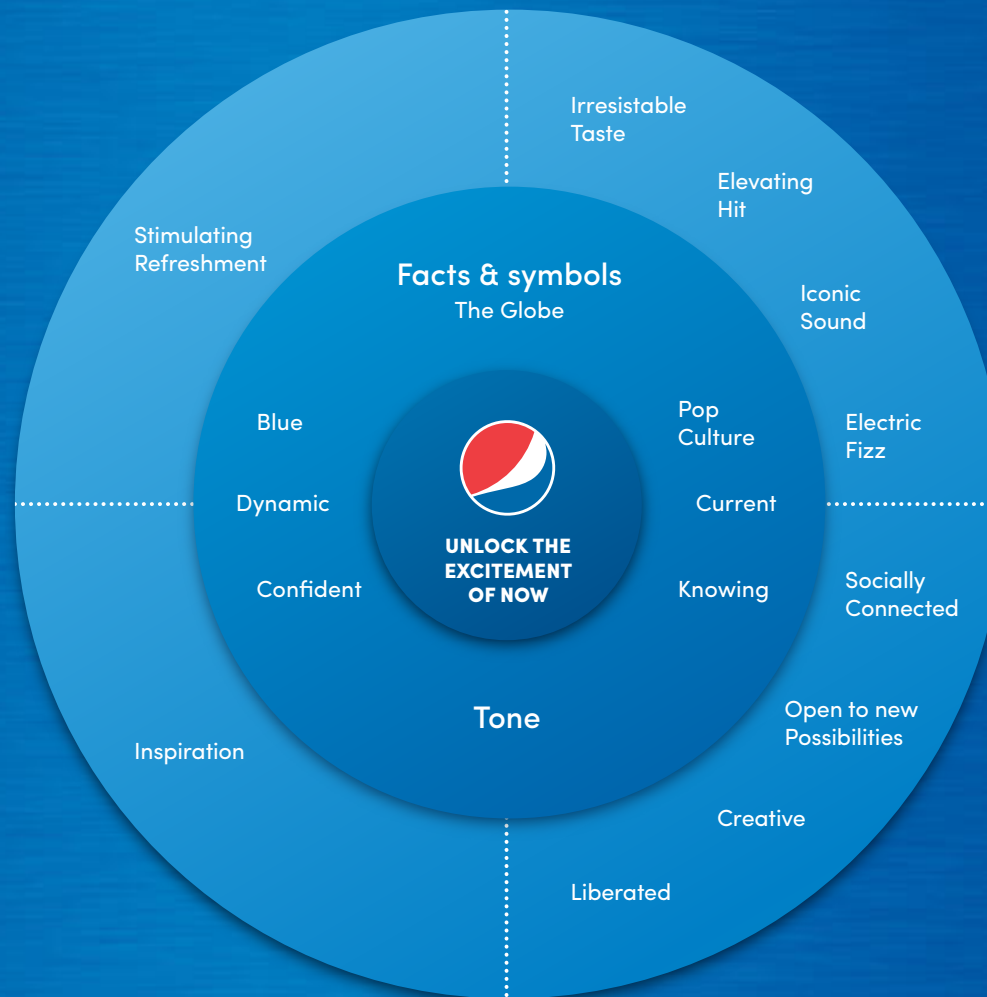 Irresistable
Taste
Elevating
Hit
Stimulating
Refreshment
Iconic
Sound
Facts & symbols
The Globe
Blue
Pop
Culture
Electric
Fizz
Dynamic
Current
UNLOCK THE
EXCITEMENT
OF NOW
Confident
Knowing
Socially
Connected
Tone
Open to new
Possibilities
Inspiration
Creative
Liberated